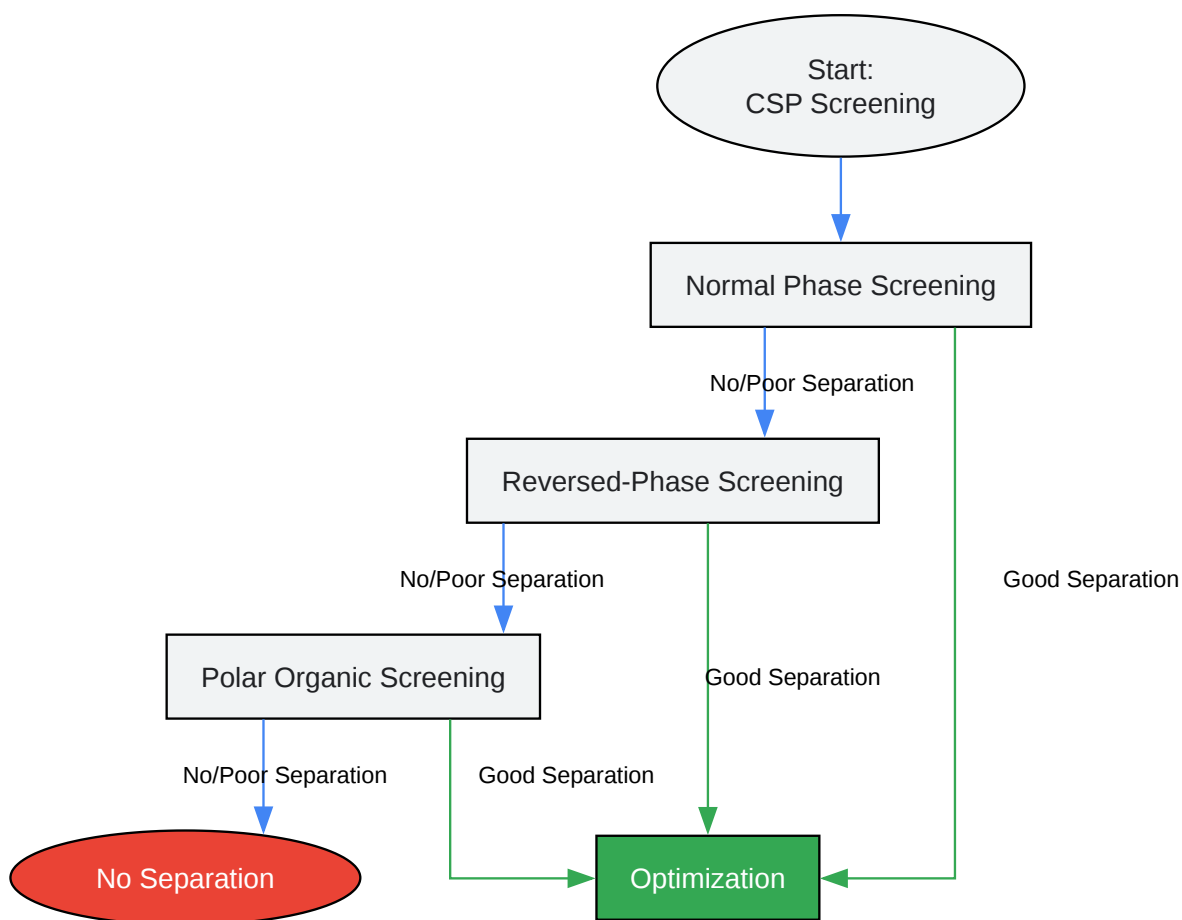 Start:
CSP Screening
Normal Phase Screening
No/Poor Separation
Reversed-Phase Screening
No/Poor Separation
Good Separation
Polar Organic Screening
Good Separation
No/Poor Separation
Good Separation
No Separation
Optimization